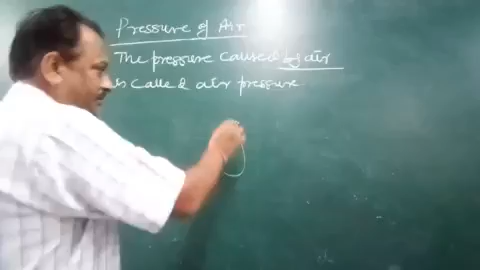 Pressure of Air
The pressure caused by air
is called air pressure